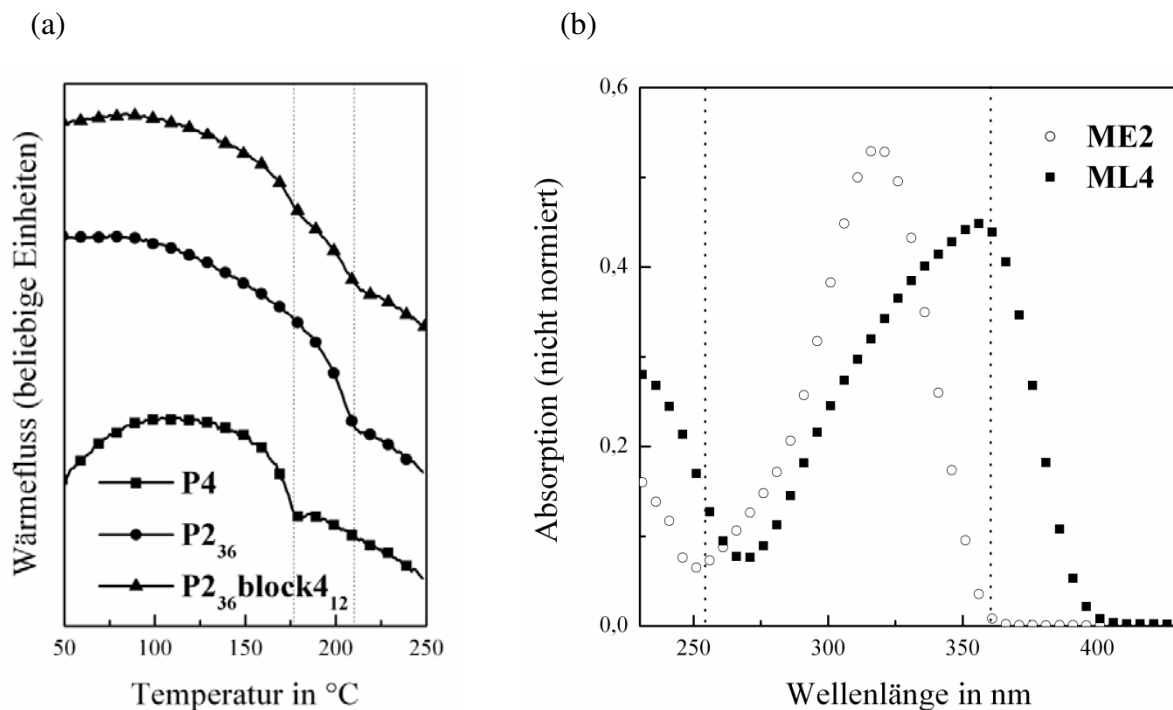 (a)
Wärmefluss (beliebige Einheiten)
P4
P2₃₆
P2₃₆block4₁₂
50 100 150 200 250
Temperatur in °C
(b)
Absorption (nicht normiert)
0,6
0,4
0,2
0,0
ME2
ML4
250 300 350 400
Wellenlänge in nm